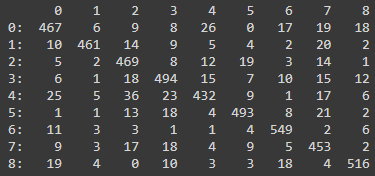 0 1 2 3 4 5 6 7 8
0: 467 6 9 8 26 0 17 19 18
1: 10 461 14 9 5 4 2 20 2
2: 5 2 469 8 12 19 3 14 1
3: 6 1 18 494 15 7 10 15 12
4: 25 5 36 23 432 9 1 17 6
5: 1 1 13 18 4 493 8 21 2
6: 11 3 3 1 1 4 549 2 6
7: 9 3 17 18 4 9 5 453 2
8: 19 4 0 10 3 3 18 4 516